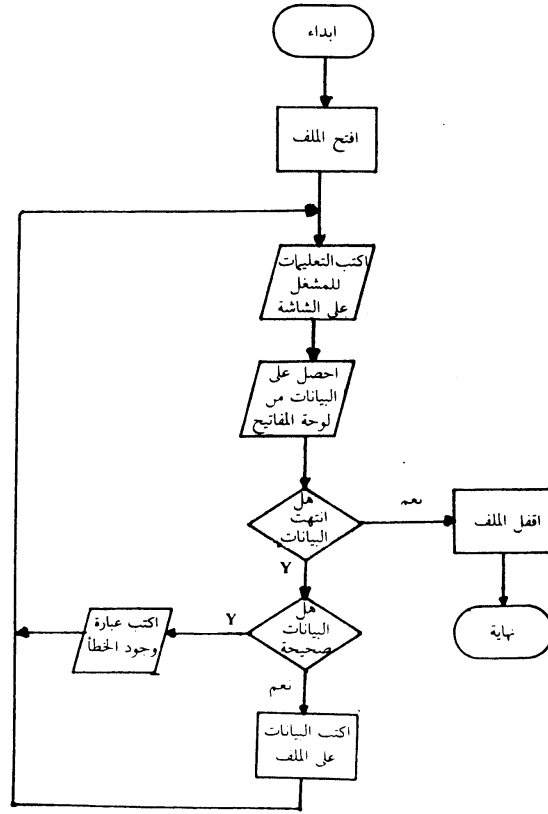 ابداء
افتح الملف
اكتب التعليمات
للمشغل
على الشاشة
احصل على
البيانات من
لوحة المفاتيح
هل
انتهت
البيانات
نعم
اقفل الملف
نهاية
Y
هل
البيانات
صحيحة
Y
اكتب عبارة
وجود الخطأ
نعم
اكتب البيانات
على الملف